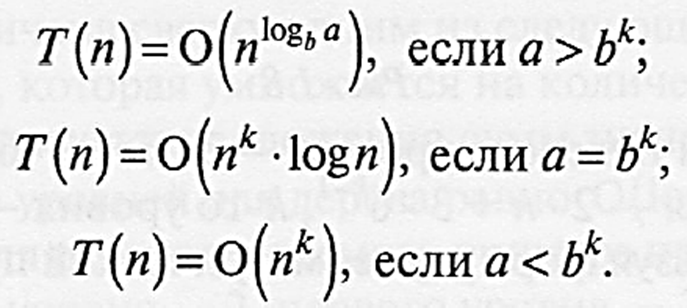 T(n) = O(n^{log_b a}), если a > b^k;
T(n) = O(n^k · log n), если a = b^k;
T(n) = O(n^k), если a < b^k.